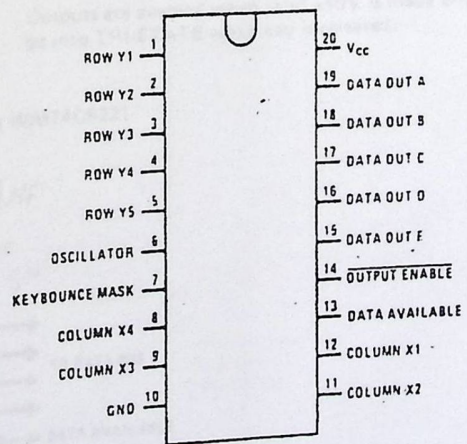 ROW Y1 1
ROW Y2 2
ROW Y3 3
ROW Y4 4
ROW Y5 5
OSCILLATOR 6
KEYBOUNCE MASK 7
COLUMN X4 8
COLUMN X3 9
GND 10
20 VCC
19 DATA OUT A
18 DATA OUT B
17 DATA OUT C
16 DATA OUT D
15 DATA OUT E
14 OUTPUT ENABLE
13 DATA AVAILABLE
12 COLUMN X1
11 COLUMN X2